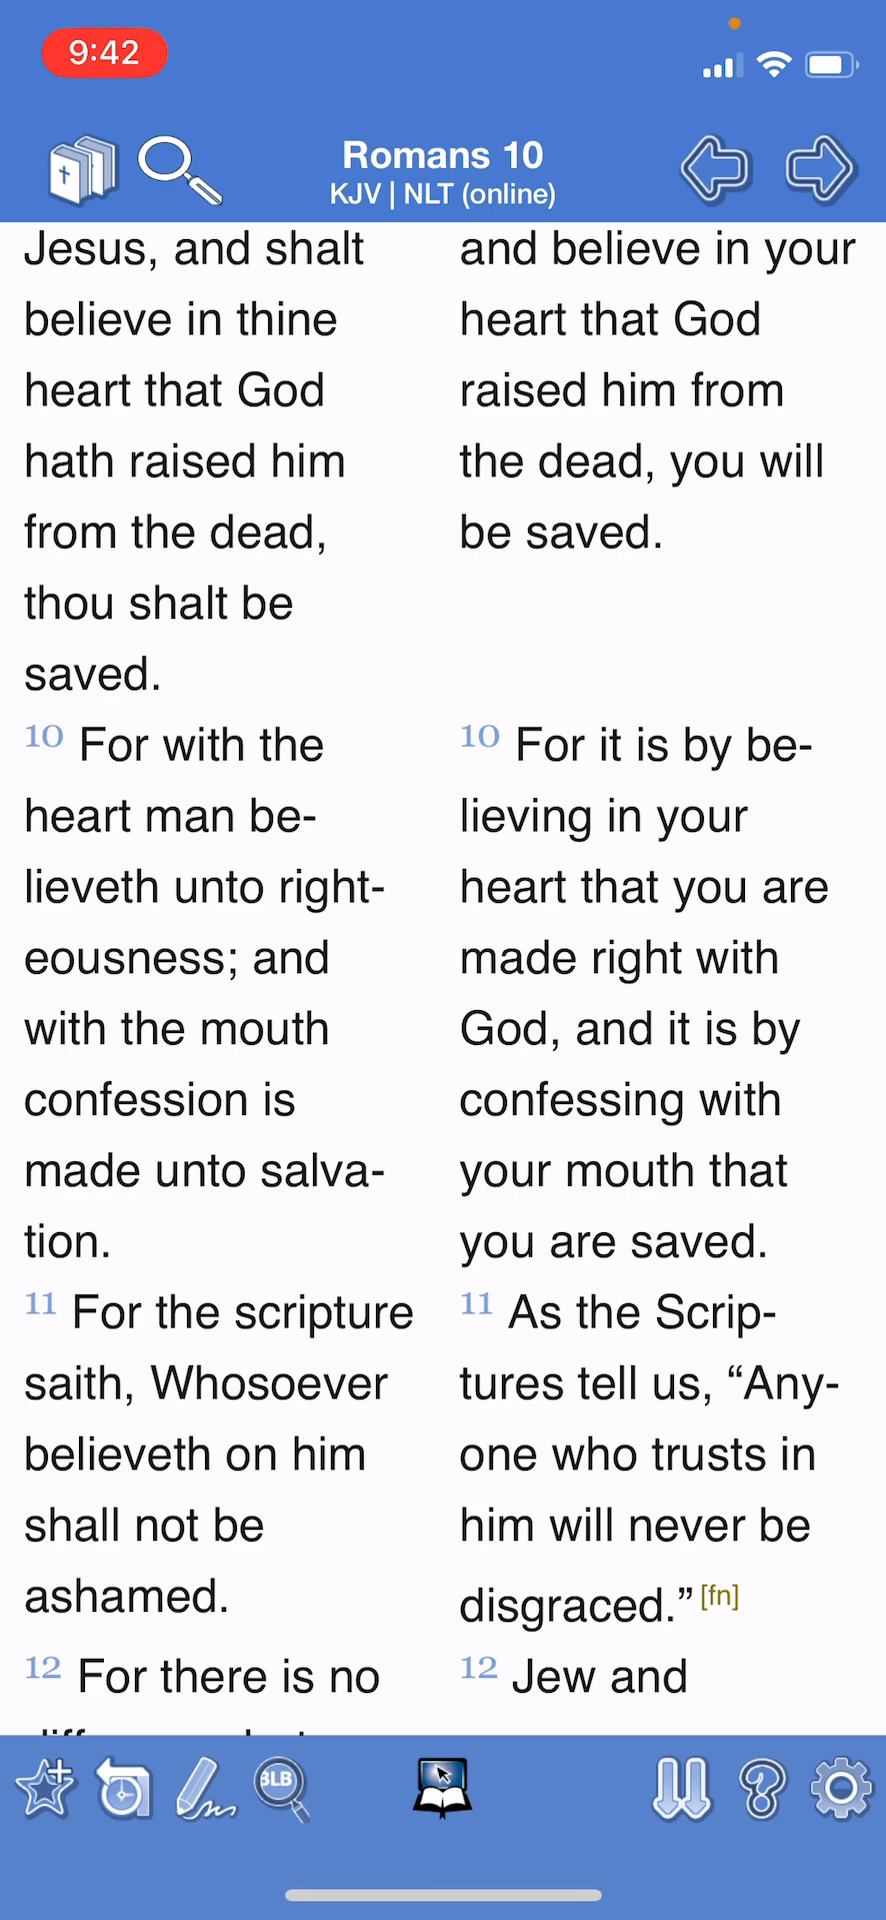 9:42
Romans 10
KJV | NLT (online)
Jesus, and shalt
believe in thine
heart that God
hath raised him
from the dead,
thou shalt be
saved.
10 For with the
heart man be-
lieveth unto right-
eousness; and
with the mouth
confession is
made unto salva-
tion.
11 For the scripture
saith, Whosoever
believeth on him
shall not be
ashamed.
12 For there is no
and believe in your
heart that God
raised him from
the dead, you will
be saved.
10 For it is by be-
lieving in your
heart that you are
made right with
God, and it is by
confessing with
your mouth that
you are saved.
11 As the Scrip-
tures tell us, “Any-
one who trusts in
him will never be
disgraced.” [fn]
12 Jew and
BLB